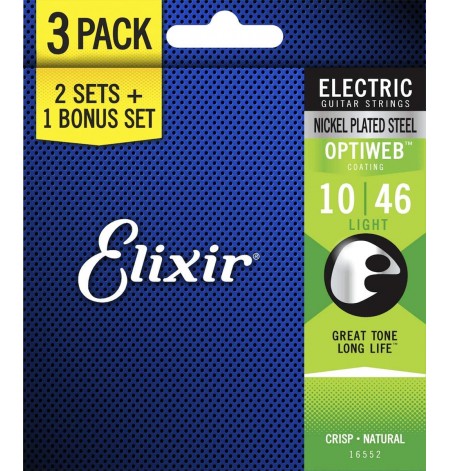 3 PACK
2 SETS +
1 BONUS SET
ELECTRIC
GUITAR STRINGS
NICKEL PLATED STEEL
OPTIWEB™
COATING
10 | 46
LIGHT
Elixir®
E
GREAT TONE
LONG LIFE™
CRISP • NATURAL
16552